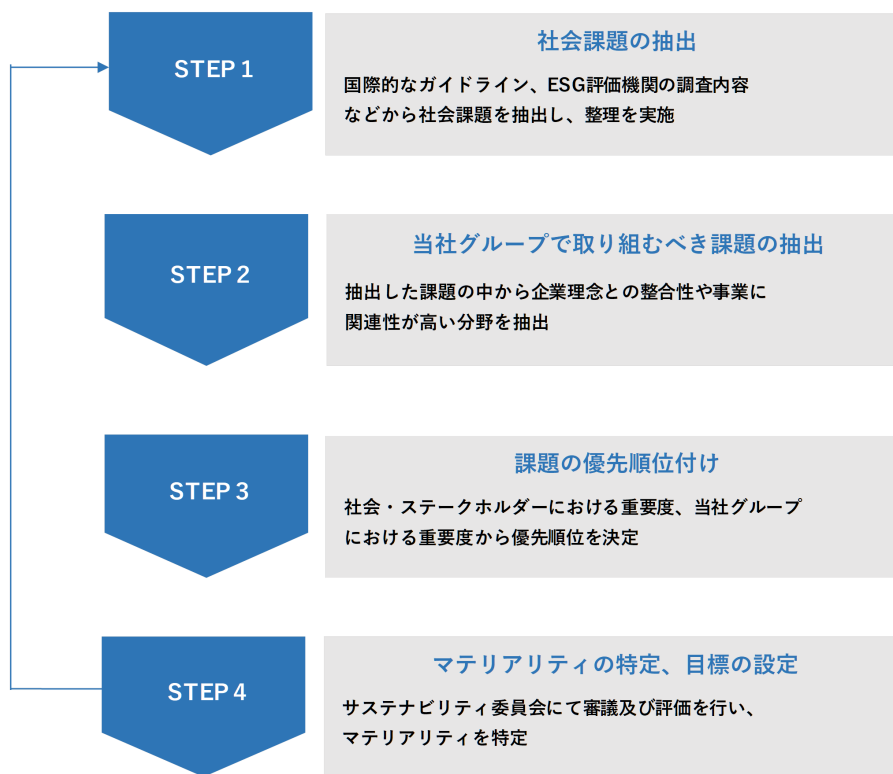 STEP 1
社会課題の抽出
国際的なガイドライン、ESG評価機関の調査内容
などから社会課題を抽出し、整理を実施
STEP 2
当社グループで取り組むべき課題の抽出
抽出した課題の中から企業理念との整合性や事業に
関連性が高い分野を抽出
STEP 3
課題の優先順位付け
社会・ステークホルダーにおける重要度、当社グループ
における重要度から優先順位を決定
STEP 4
マテリアリティの特定、目標の設定
サステナビリティ委員会にて審議及び評価を行い、
マテリアリティを特定